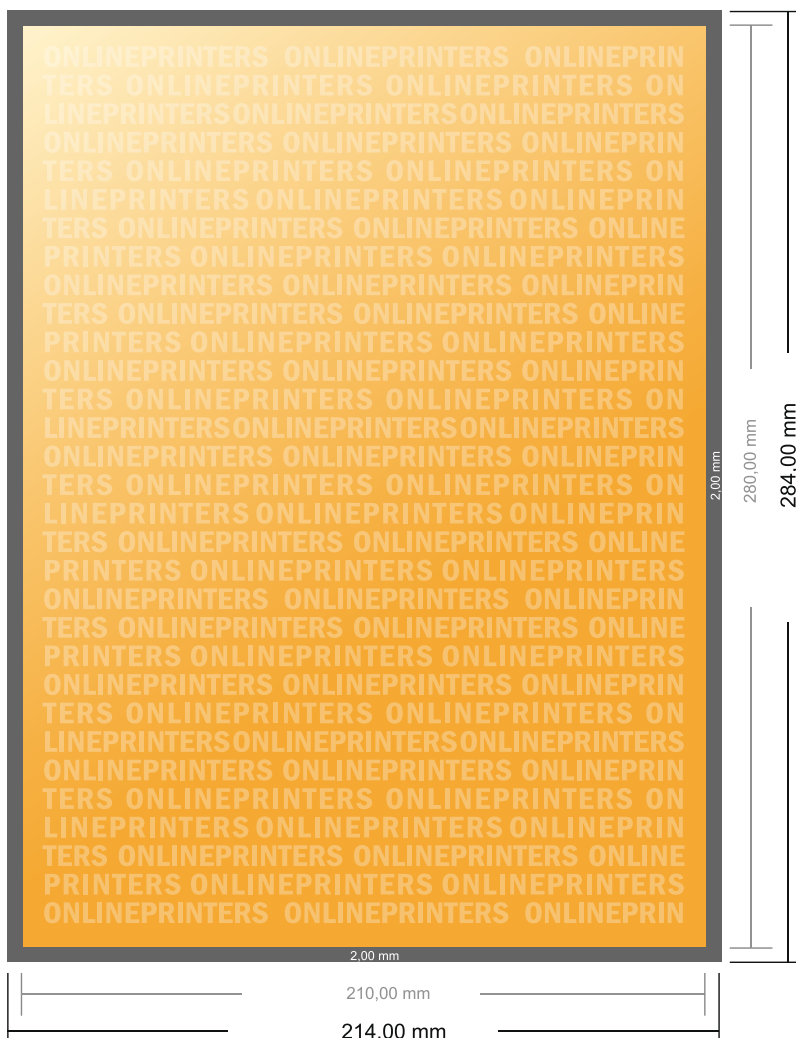 ONLINEPRINTERS ONLINEPRINTERS ONLINEPRIN
TERS ONLINEPRINTERS ONLINEPRINTERS ON
LINEPRINTERSONLINEPRINTERSONLINEPRINTERS
ONLINEPRINTERS ONLINEPRINTERS ONLINEPRIN
TERS ONLINEPRINTERS ONLINEPRINTERS ON
LINEPRINTERS ONLINEPRINTERS ONLINEPRIN
TERS ONLINEPRINTERS ONLINEPRINTERS ONLINE
PRINTERS ONLINEPRINTERS ONLINEPRINTERS
ONLINEPRINTERS ONLINEPRINTERS ONLINEPRIN
TERS ONLINEPRINTERS ONLINEPRINTERS ONLINE
PRINTERS ONLINEPRINTERS ONLINEPRINTERS
ONLINEPRINTERS ONLINEPRINTERS ONLINEPRIN
TERS ONLINEPRINTERS ONLINEPRINTERS ON
LINEPRINTERSONLINEPRINTERSONLINEPRINTERS
ONLINEPRINTERS ONLINEPRINTERS ONLINEPRIN
TERS ONLINEPRINTERS ONLINEPRINTERS ON
LINEPRINTERS ONLINEPRINTERS ONLINEPRIN
TERS ONLINEPRINTERS ONLINEPRINTERS ONLINE
PRINTERS ONLINEPRINTERS ONLINEPRINTERS
ONLINEPRINTERS ONLINEPRINTERS ONLINEPRIN
TERS ONLINEPRINTERS ONLINEPRINTERS ONLINE
PRINTERS ONLINEPRINTERS ONLINEPRINTERS
ONLINEPRINTERS ONLINEPRINTERS ONLINEPRIN
TERS ONLINEPRINTERS ONLINEPRINTERS ON
LINEPRINTERSONLINEPRINTERSONLINEPRINTERS
ONLINEPRINTERS ONLINEPRINTERS ONLINEPRIN
TERS ONLINEPRINTERS ONLINEPRINTERS ON
LINEPRINTERS ONLINEPRINTERS ONLINEPRIN
TERS ONLINEPRINTERS ONLINEPRINTERS ONLINE
PRINTERS ONLINEPRINTERS ONLINEPRINTERS
ONLINEPRINTERS ONLINEPRINTERS ONLINEPRIN
2,00 mm
280,00 mm
284.00 mm
2,00 mm
210,00 mm
214.00 mm